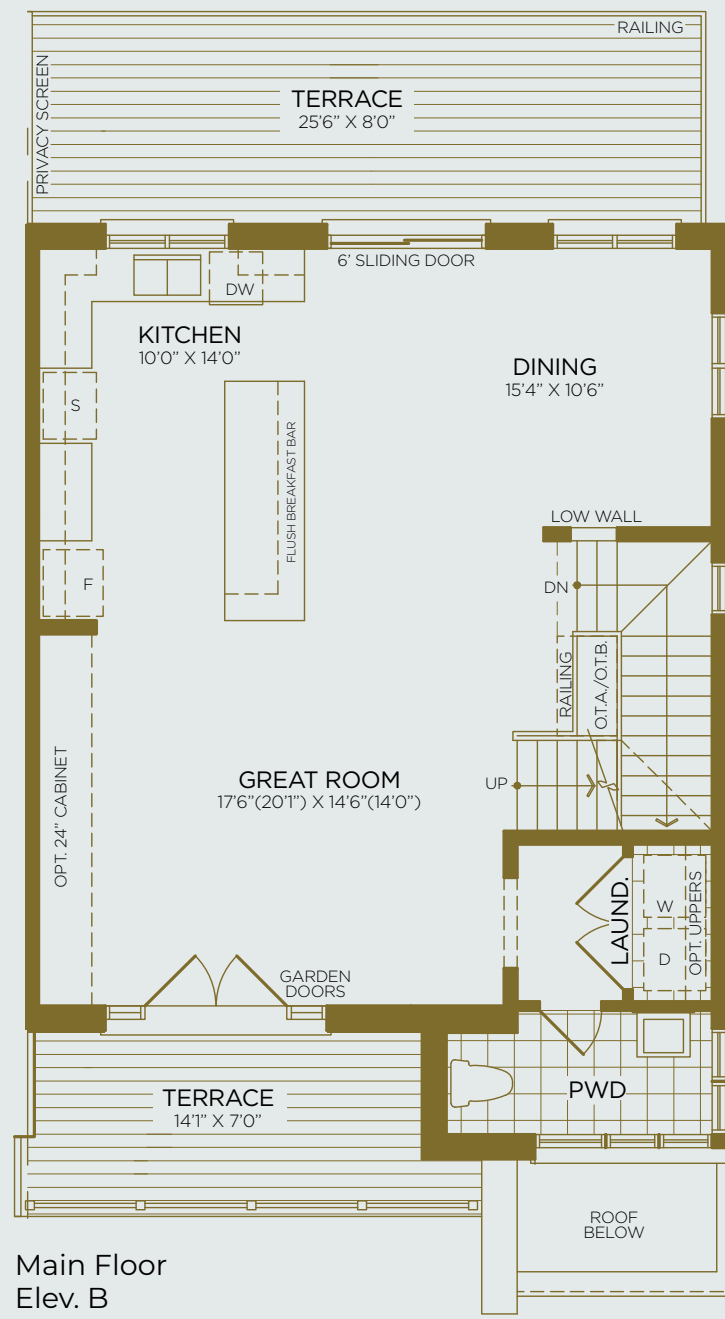 RAILING
PRIVACY SCREEN
TERRACE
25'6" X 8'0"
6' SLIDING DOOR
DW
KITCHEN
10'0" X 14'0"
DINING
15'4" X 10'6"
S
FLUSH BREAKFAST BAR
LOW WALL
F
DN
RAILING
O.T.A./O.T.B.
OPT. 24" CABINET
GREAT ROOM
17'6"(20'1") X 14'6"(14'0")
UP
LAUND.
W
D
OPT. UPPERS
GARDEN
DOORS
TERRACE
14'1" X 7'0"
PWD
ROOF
BELOW
Main Floor
Elev. B